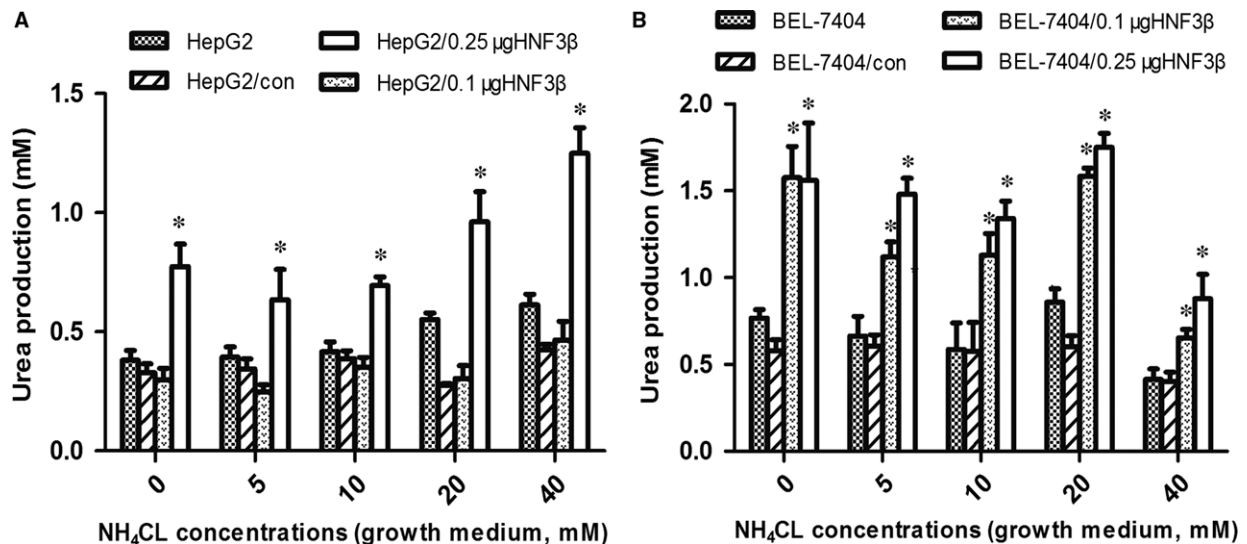 A
HepG2
HepG2/0.25 µgHNF3β
HepG2/con
HepG2/0.1 µgHNF3β
1.5
1.0
0.5
0.0
Urea production (mM)
* * * * *
0 5 10 20 40
NH₄CL concentrations (growth medium, mM)
B
BEL-7404
BEL-7404/0.1 µgHNF3β
BEL-7404/con
BEL-7404/0.25 µgHNF3β
2.0
1.5
1.0
0.5
0.0
Urea production (mM)
* * * * * * * * * *
0 5 10 20 40
NH₄CL concentrations (growth medium, mM)